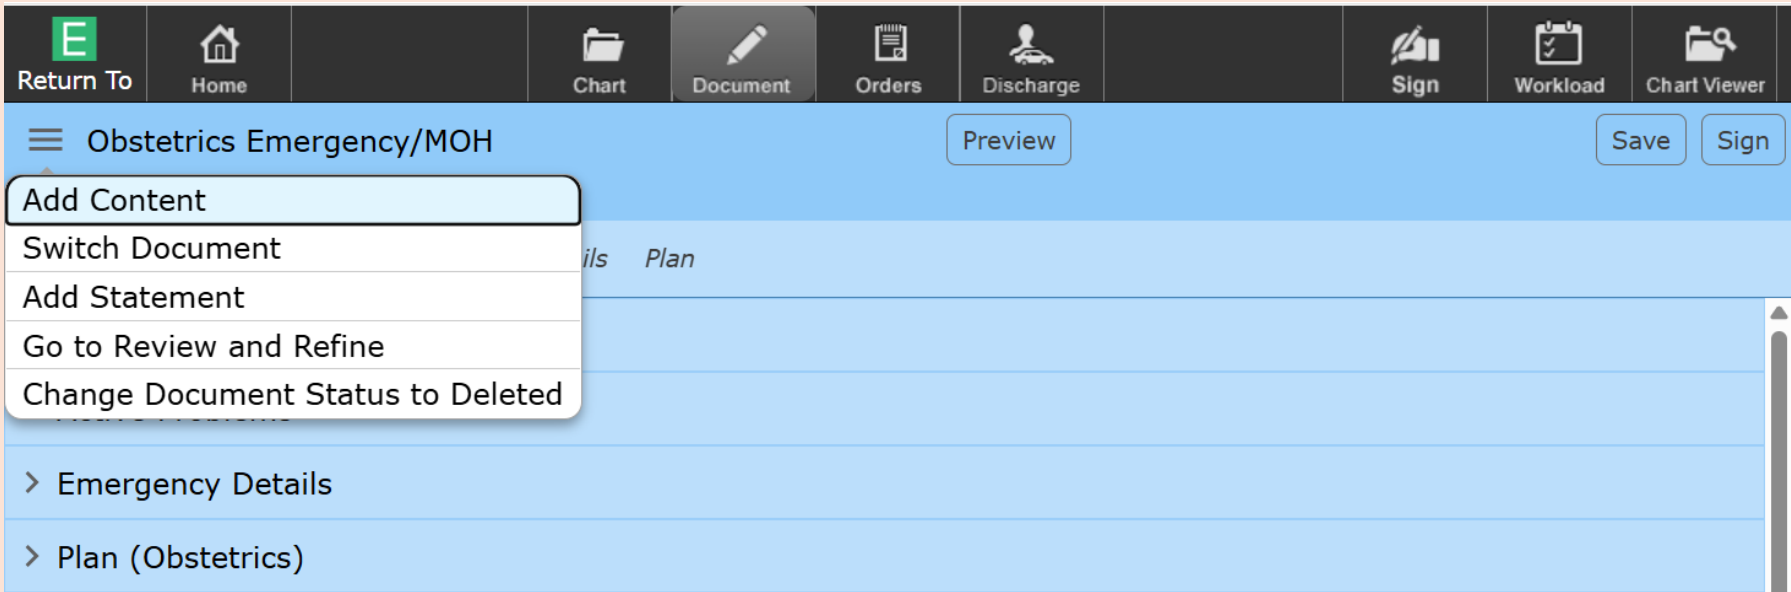 E
Return To
Home
Chart
Document
Orders
Discharge
Sign
Workload
Chart Viewer
Obstetrics Emergency/MOH
Preview
Save
Sign
Add Content
Switch Document
ils Plan
Add Statement
Go to Review and Refine
Change Document Status to Deleted
Emergency Details
Plan (Obstetrics)